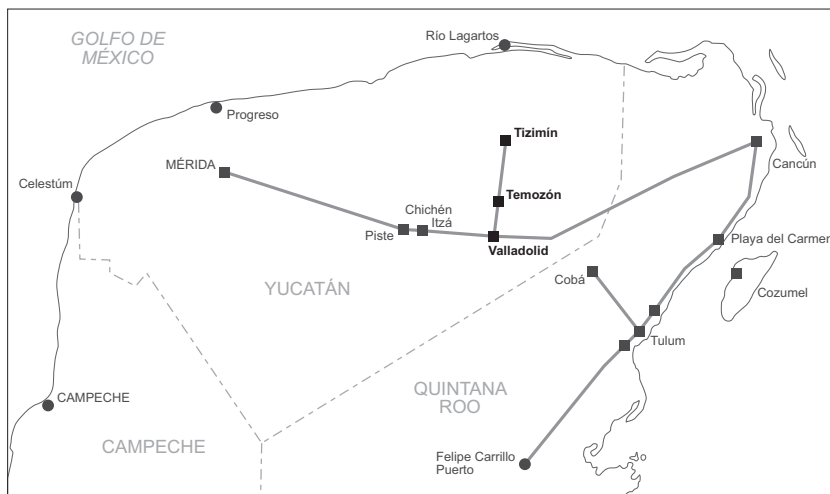 GOLFO DE
MÉXICO
Río Lagartos
Progreso
Tizimín
MÉRIDA
Cancún
Celestúm
Temozón
Chichén
Itzá
Piste
Valladolid
Playa del Carmen
Cobá
YUCATÁN
Cozumel
Tulum
QUINTANA
ROO
CAMPECHE
CAMPECHE
Felipe Carrillo
Puerto